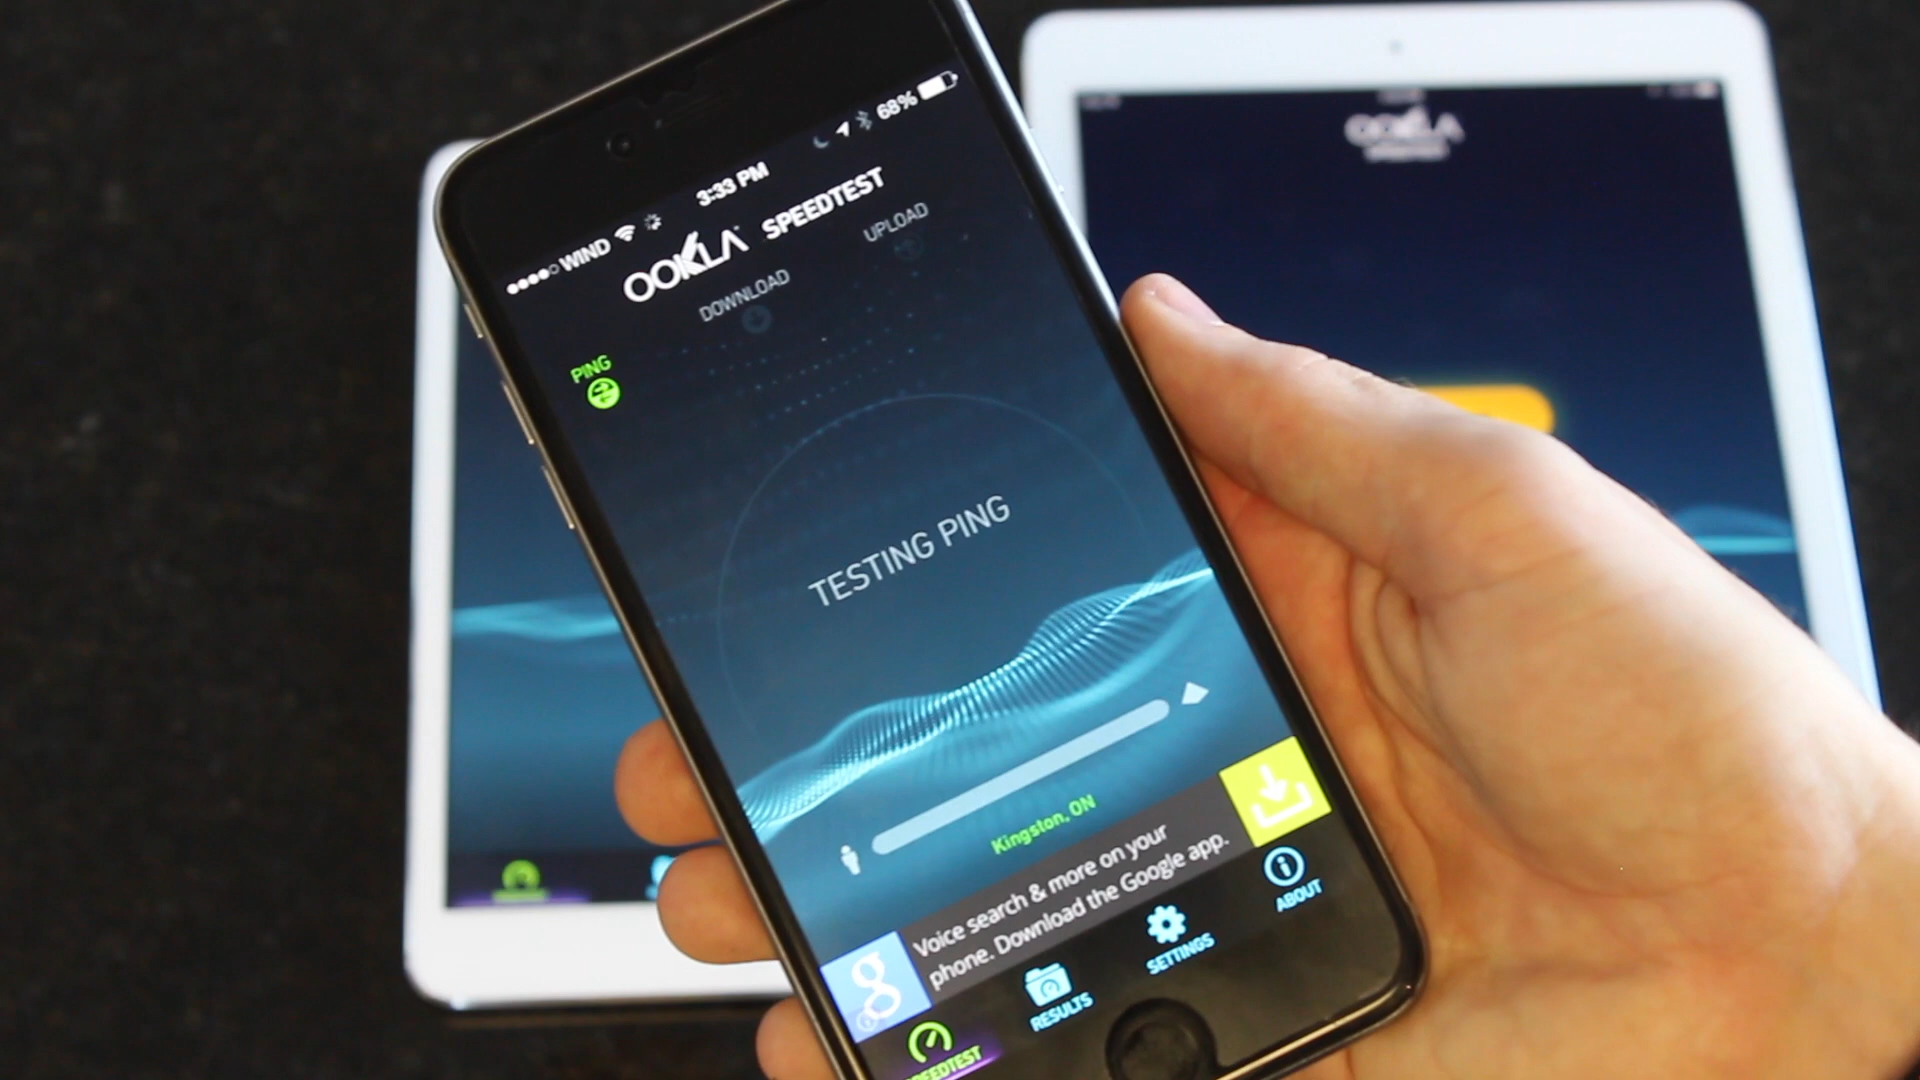 WIND 3:33 PM 68%
OOKLA SPEEDTEST
PING DOWNLOAD UPLOAD
TESTING PING
Kingston, ON
g
Voice search & more on your
phone. Download the Google app.
SPEEDTEST RESULTS SETTINGS ABOUT
OOKLA
SPEEDTEST